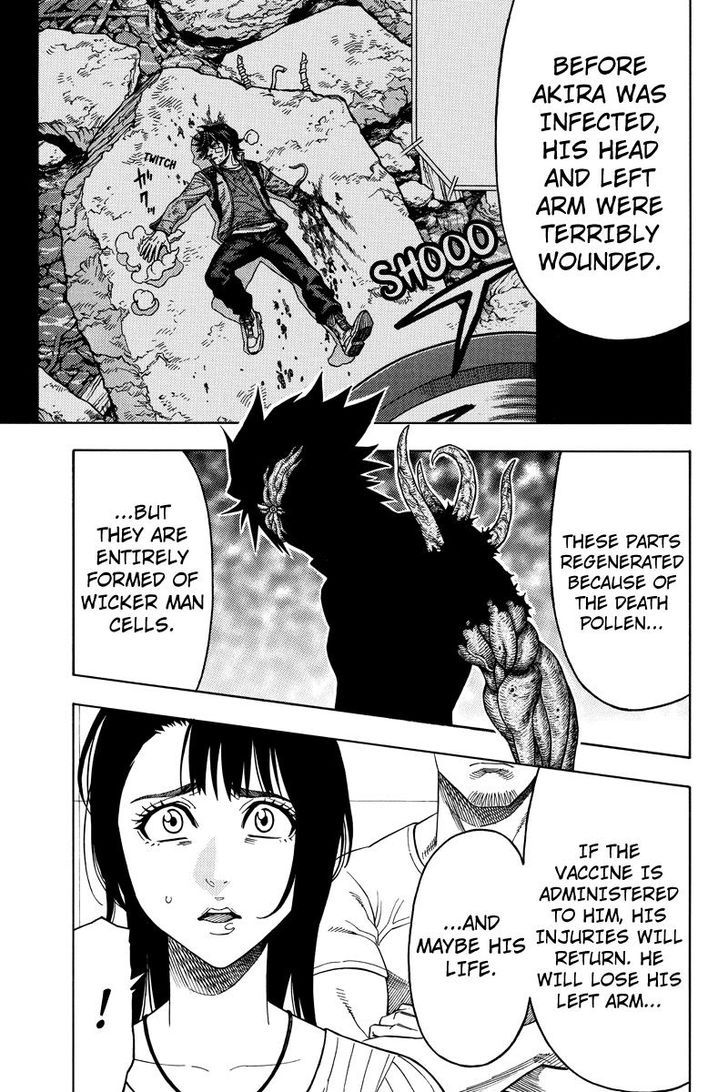 BEFORE
AKIRA WAS
INFECTED,
HIS HEAD
AND LEFT
ARM WERE
TERRIBLY
WOUNDED.
TWITCH
ガクッ
SHOOO
THESE PARTS
REGENERATED
BECAUSE OF
THE DEATH
POLLEN...
...BUT
THEY ARE
ENTIRELY
FORMED OF
WICKER MAN
CELLS.
IF THE
VACCINE IS
ADMINISTERED
TO HIM, HIS
INJURIES WILL
RETURN. HE
WILL LOSE HIS
LEFT ARM...
...AND
MAYBE HIS
LIFE.
!